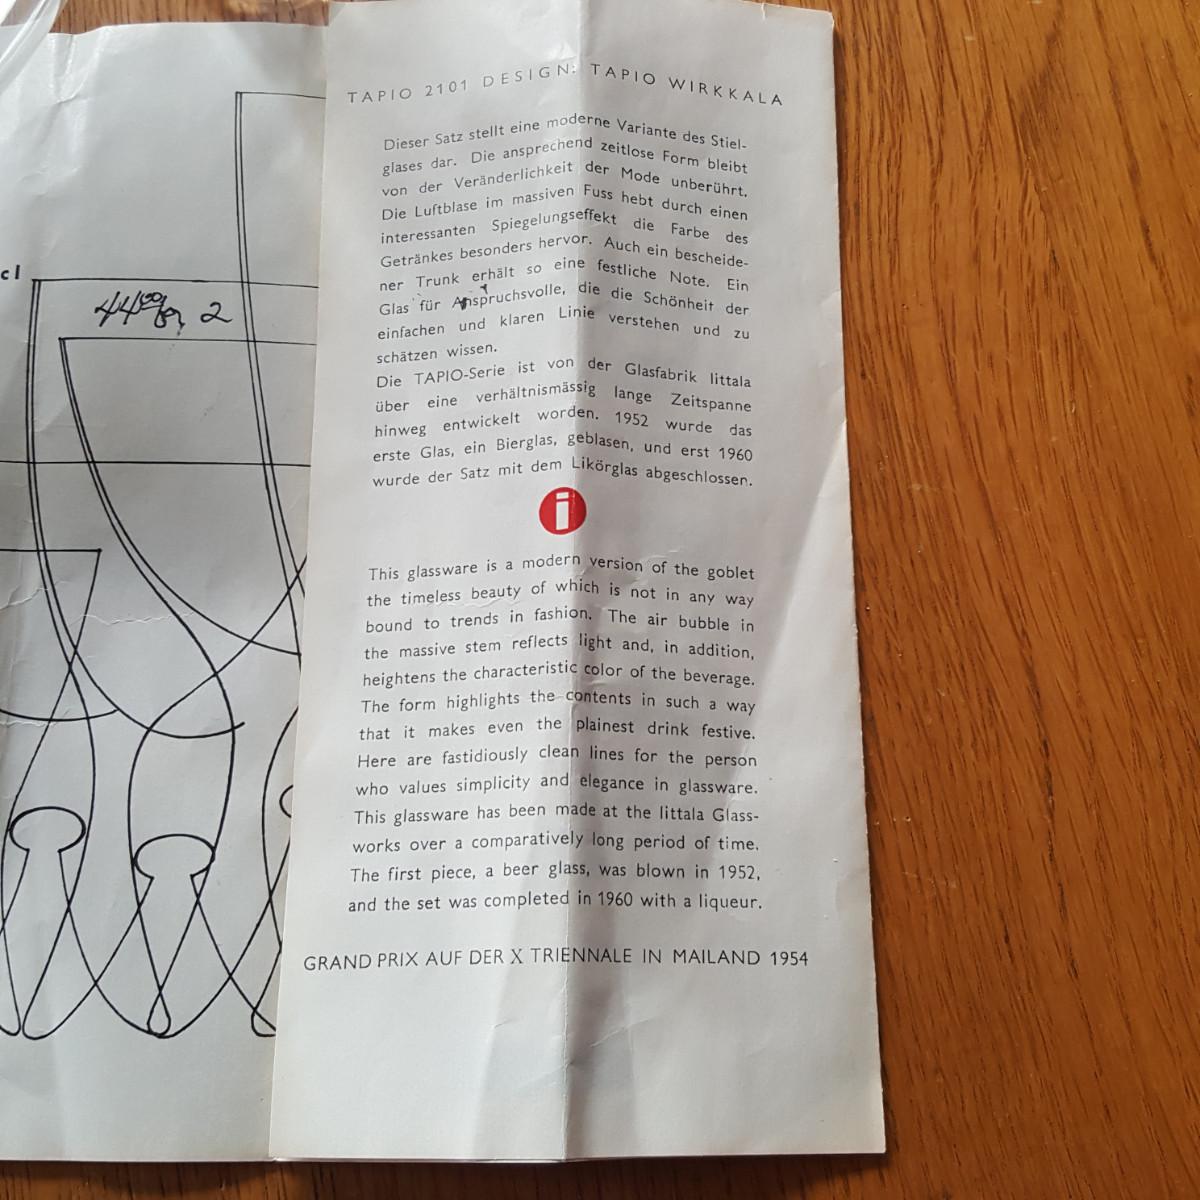 TAPIO 2101 DESIGN: TAPIO WIRKKALA
Dieser Satz stellt eine moderne Variante des Stiel-
glases dar. Die ansprechend zeitlose Form bleibt
von der Veränderlichkeit der Mode unberührt.
Die Luftblase im massiven Fuss hebt durch einen
interessanten Spiegelungseffekt die Farbe des
Getränkes besonders hervor. Auch ein bescheide-
ner Trunk erhält so eine festliche Note. Ein
Glas für Anspruchsvolle, die die Schönheit der
einfachen und klaren Linie verstehen und zu
schätzen wissen.
Die TAPIO-Serie ist von der Glasfabrik Iittala
über eine verhältnismässig lange Zeitspanne
hinweg entwickelt worden. 1952 wurde das
erste Glas, ein Bierglas, geblasen, und erst 1960
wurde der Satz mit dem Likörglas abgeschlossen.
i
This glassware is a modern version of the goblet
the timeless beauty of which is not in any way
bound to trends in fashion. The air bubble in
the massive stem reflects light and, in addition,
heightens the characteristic color of the beverage.
The form highlights the contents in such a way
that it makes even the plainest drink festive.
Here are fastidiously clean lines for the person
who values simplicity and elegance in glassware.
This glassware has been made at the Iittala Glass-
works over a comparatively long period of time.
The first piece, a beer glass, was blown in 1952,
and the set was completed in 1960 with a liqueur.
GRAND PRIX AUF DER X TRIENNALE IN MAILAND 1954
cl